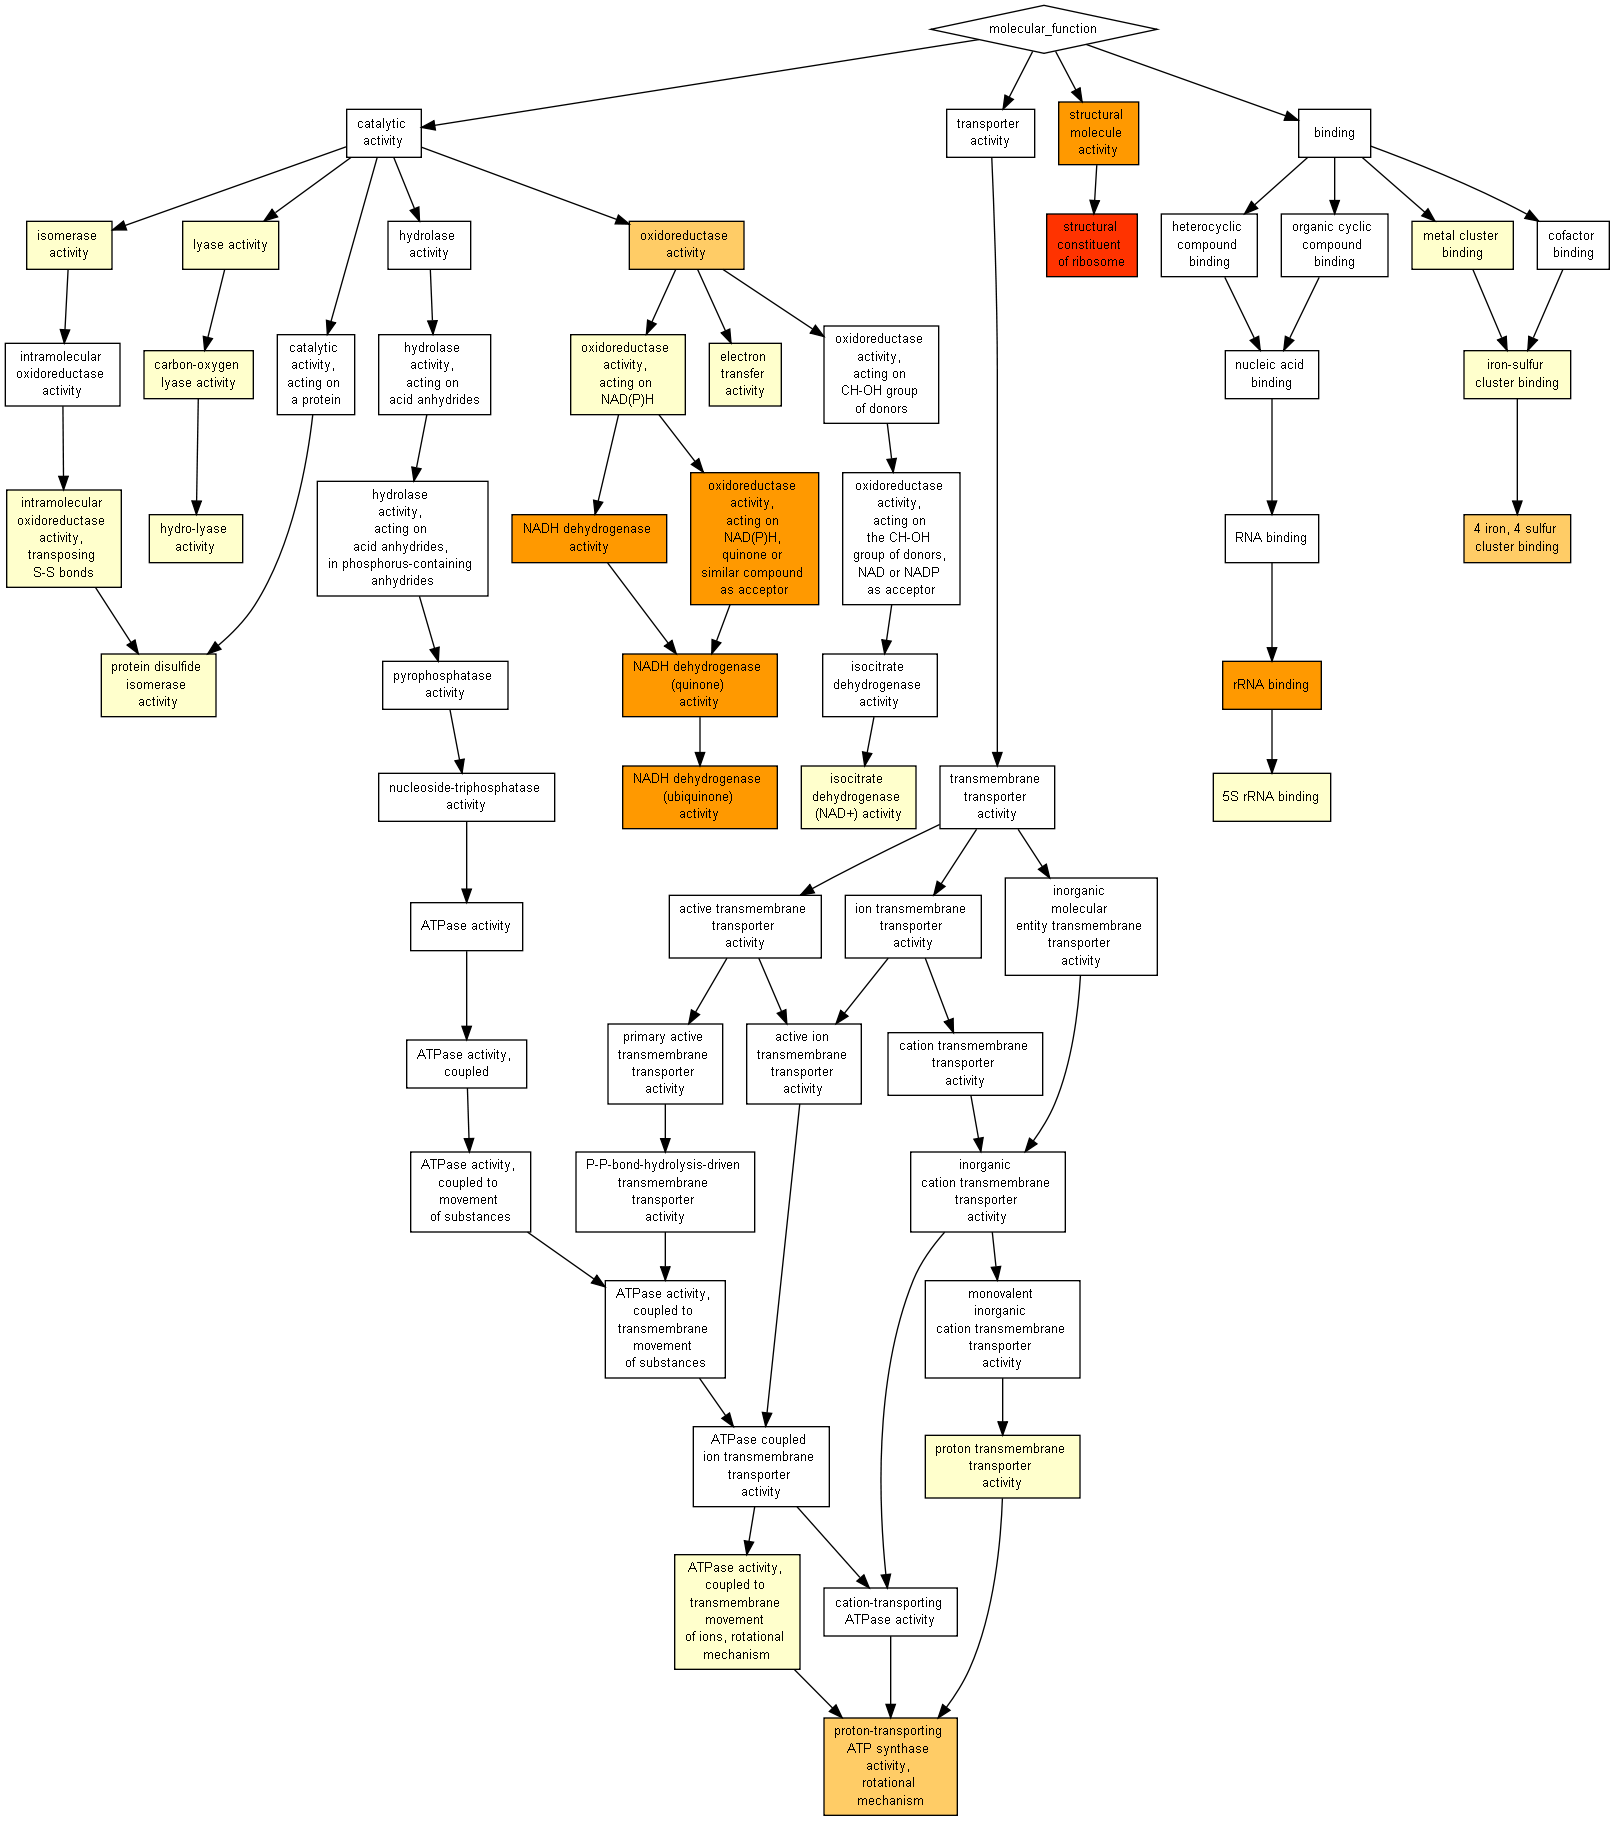 molecular_function
catalytic
activity
transporter
activity
structural
molecule
activity
binding
isomerase
activity
lyase activity
hydrolase
activity
oxidoreductase
activity
structural
constituent
of ribosome
heterocyclic
compound
binding
organic cyclic
compound
binding
metal cluster
binding
cofactor
binding
intramolecular
oxidoreductase
activity
carbon-oxygen
lyase activity
catalytic
activity,
acting on
a protein
hydrolase
activity,
acting on
acid anhydrides
oxidoreductase
activity,
acting on
NAD(P)H
electron
transfer
activity
oxidoreductase
activity,
acting on
CH-OH group
of donors
nucleic acid
binding
iron-sulfur
cluster binding
intramolecular
oxidoreductase
activity,
transposing
S-S bonds
hydro-lyase
activity
hydrolase
activity,
acting on
acid anhydrides,
in phosphorus-containing
anhydrides
NADH dehydrogenase
activity
oxidoreductase
activity,
acting on
NAD(P)H,
quinone or
similar compound
as acceptor
oxidoreductase
activity,
acting on
the CH-OH
group of donors,
NAD or NADP
as acceptor
RNA binding
4 iron, 4 sulfur
cluster binding
protein disulfide
isomerase
activity
pyrophosphatase
activity
NADH dehydrogenase
(quinone)
activity
isocitrate
dehydrogenase
activity
rRNA binding
nucleoside-triphosphatase
activity
NADH dehydrogenase
(ubiquinone)
activity
isocitrate
dehydrogenase
(NAD+) activity
transmembrane
transporter
activity
5S rRNA binding
ATPase activity
active transmembrane
transporter
activity
ion transmembrane
transporter
activity
inorganic
molecular
entity transmembrane
transporter
activity
ATPase activity,
coupled
primary active
transmembrane
transporter
activity
active ion
transmembrane
transporter
activity
cation transmembrane
transporter
activity
ATPase activity,
coupled to
movement
of substances
P-P-bond-hydrolysis-driven
transmembrane
transporter
activity
inorganic
cation transmembrane
transporter
activity
ATPase activity,
coupled to
transmembrane
movement
of substances
monovalent
inorganic
cation transmembrane
transporter
activity
ATPase coupled
ion transmembrane
transporter
activity
proton transmembrane
transporter
activity
ATPase activity,
coupled to
transmembrane
movement
of ions, rotational
mechanism
cation-transporting
ATPase activity
proton-transporting
ATP synthase
activity,
rotational
mechanism